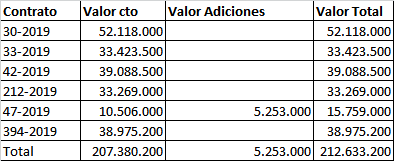 Contrato Valor cto Valor Adiciones Valor Total
30-2019 52.118.000 52.118.000
33-2019 33.423.500 33.423.500
42-2019 39.088.500 39.088.500
212-2019 33.269.000 33.269.000
47-2019 10.506.000 5.253.000 15.759.000
394-2019 38.975.200 38.975.200
Total 207.380.200 5.253.000 212.633.200